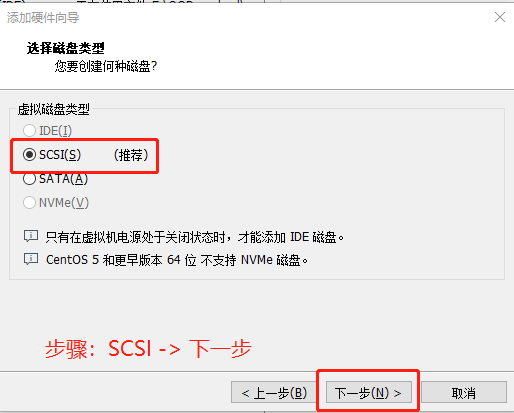 添加硬件向导
选择磁盘类型
您要创建何种磁盘?
虚拟磁盘类型
IDE(I)
SCSI(S) (推荐)
SATA(A)
NVMe(V)
只有在虚拟机电源处于关闭状态时，才能添加 IDE 磁盘。
CentOS 5 和更早版本 64 位 不支持 NVMe 磁盘。
步骤：SCSI -> 下一步
< 上一步(B) 下一步(N) > 取消